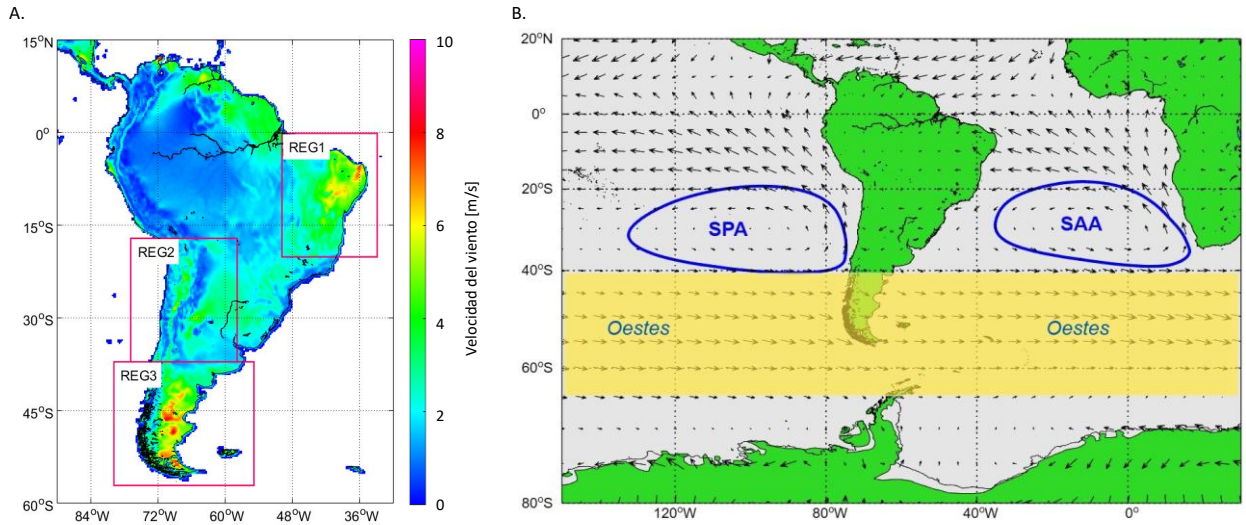 A.
15°N
0°
15°S
30°S
45°S
60°S
84°W 72°W 60°W 48°W 36°W
REG1
REG2
REG3
10
8
6
4
2
0
Velocidad del viento [m/s]
B.
20°N
0°
20°S
40°S
60°S
80°S
120°W 80°W 40°W 0°
SPA
SAA
Oestes
Oestes